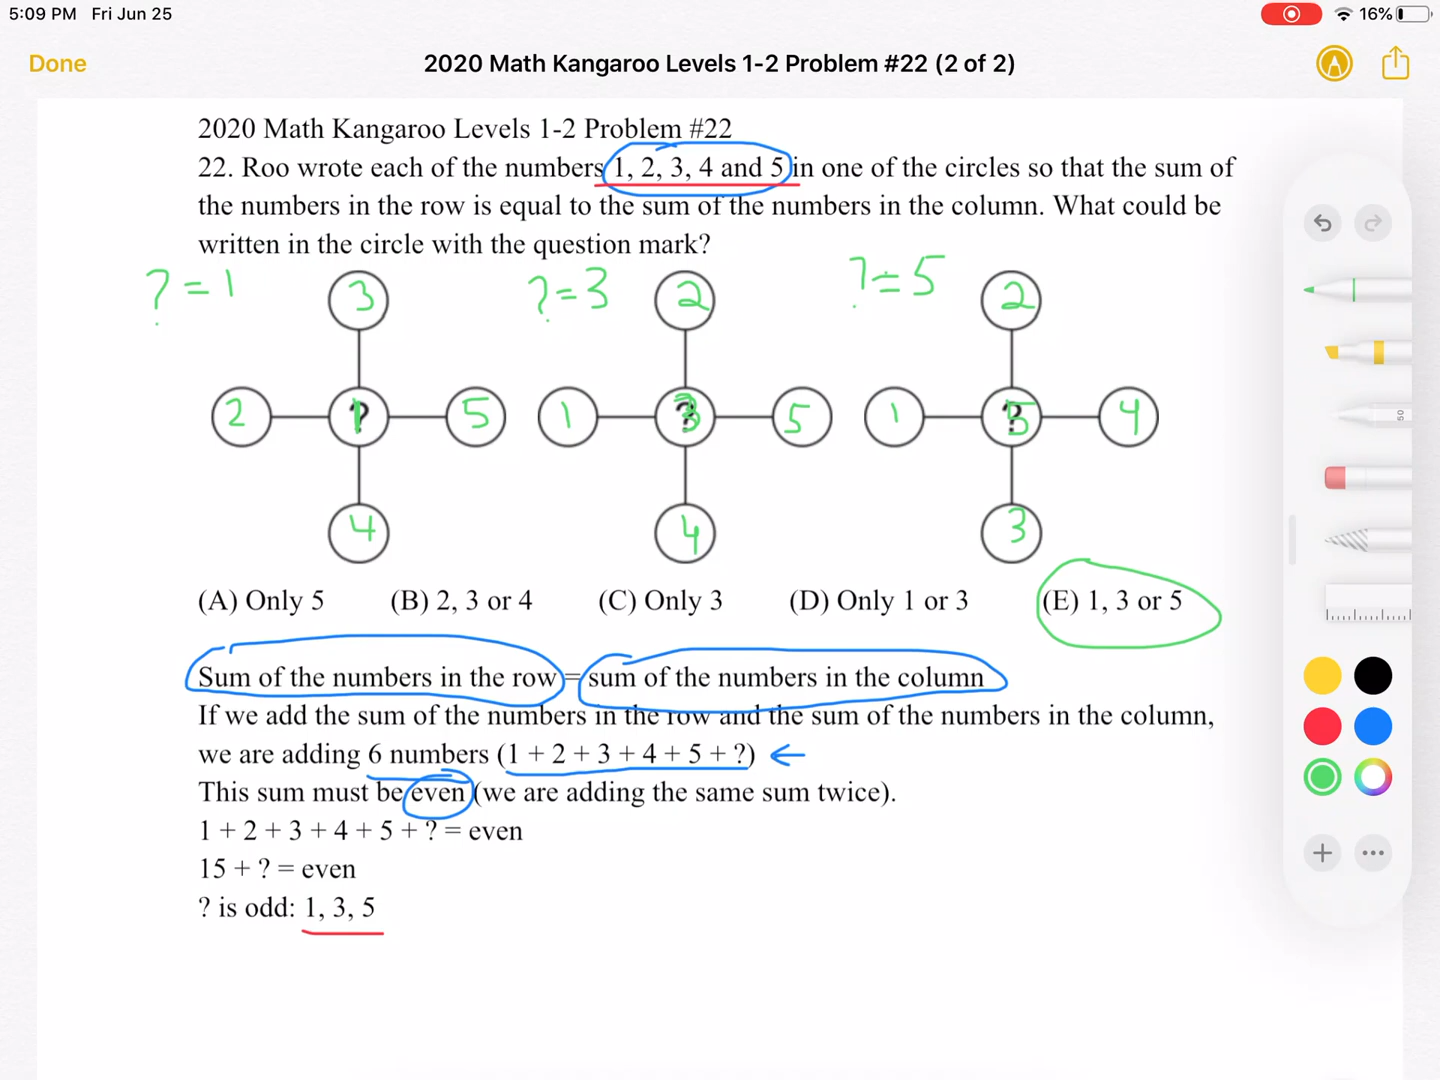 5:09 PM Fri Jun 25
16%
Done
2020 Math Kangaroo Levels 1-2 Problem #22 (2 of 2)
2020 Math Kangaroo Levels 1-2 Problem #22
22. Roo wrote each of the numbers 1, 2, 3, 4 and 5 in one of the circles so that the sum of
the numbers in the row is equal to the sum of the numbers in the column. What could be
written in the circle with the question mark?
? = 1 3 ? = 3 2 ? = 5 2
2 1 5 1 3 5 1 5 4
4 4 3
(A) Only 5 (B) 2, 3 or 4 (C) Only 3 (D) Only 1 or 3 (E) 1, 3 or 5
Sum of the numbers in the row = sum of the numbers in the column
If we add the sum of the numbers in the row and the sum of the numbers in the column,
we are adding 6 numbers (1 + 2 + 3 + 4 + 5 + ?) ←
This sum must be even (we are adding the same sum twice).
1 + 2 + 3 + 4 + 5 + ? = even
15 + ? = even
? is odd: 1, 3, 5
50